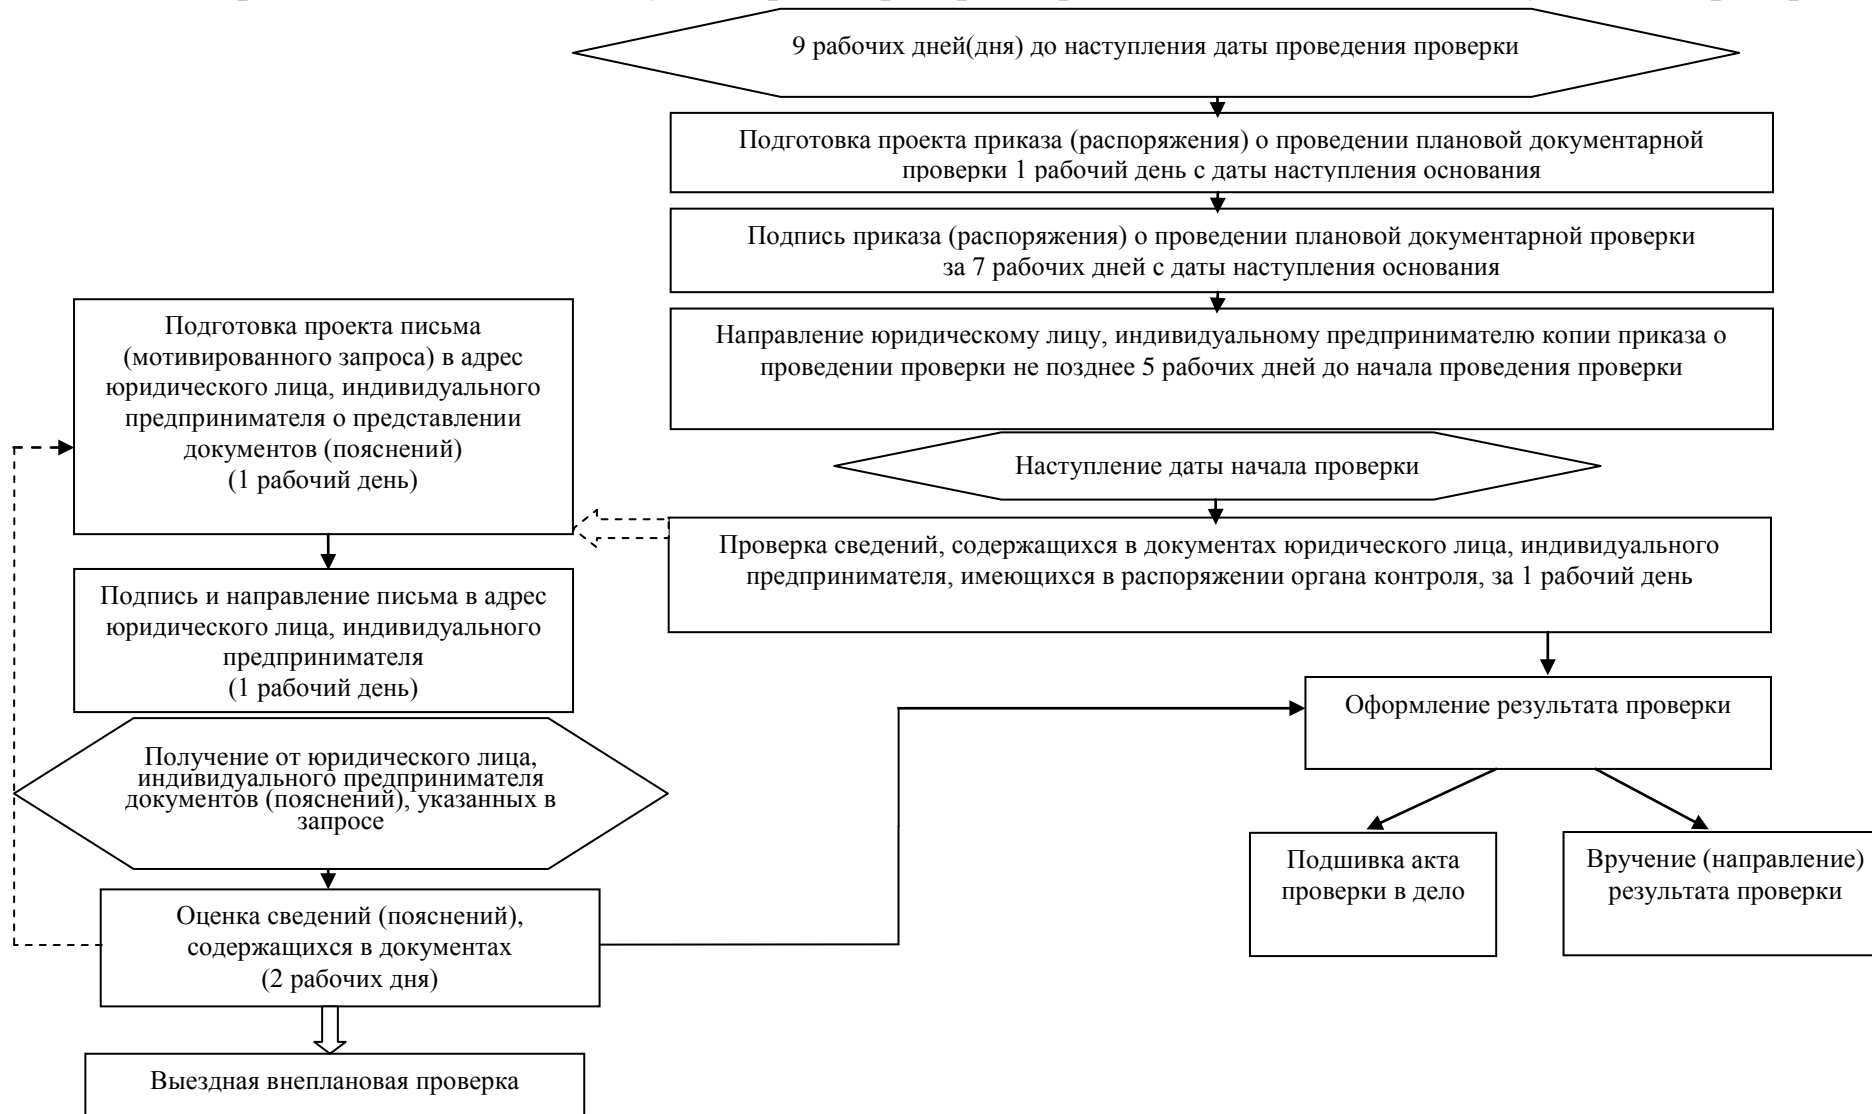 9 рабочих дней(дня) до наступления даты проведения проверки
Подготовка проекта приказа (распоряжения) о проведении плановой документарной
проверки 1 рабочий день с даты наступления основания
Подпись приказа (распоряжения) о проведении плановой документарной проверки
за 7 рабочих дней с даты наступления основания
Направление юридическому лицу, индивидуальному предпринимателю копии приказа о
проведении проверки не позднее 5 рабочих дней до начала проведения проверки
Наступление даты начала проверки
Проверка сведений, содержащихся в документах юридического лица, индивидуального
предпринимателя, имеющихся в распоряжении органа контроля, за 1 рабочий день
Подготовка проекта письма
(мотивированного запроса) в адрес
юридического лица, индивидуального
предпринимателя о представлении
документов (пояснений)
(1 рабочий день)
Подпись и направление письма в адрес
юридического лица, индивидуального
предпринимателя
(1 рабочий день)
Получение от юридического лица,
индивидуального предпринимателя
документов (пояснений), указанных в
запросе
Оценка сведений (пояснений),
содержащихся в документах
(2 рабочих дня)
Выездная внеплановая проверка
Оформление результата проверки
Подшивка акта
проверки в дело
Вручение (направление)
результата проверки